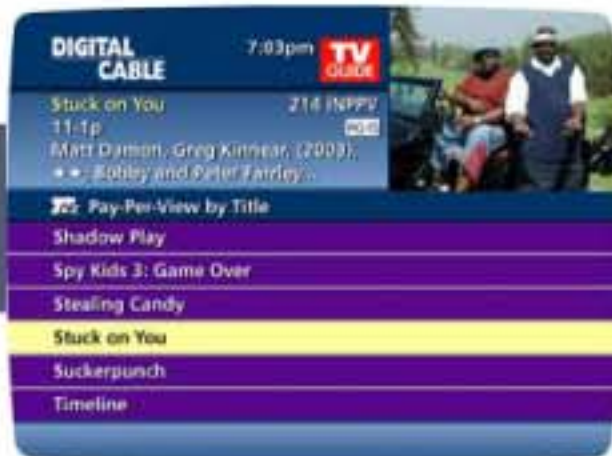 DIGITAL CABLE
7:03pm
TV GUIDE
Stuck on You 214 iNPPV
11-1p
Matt Damon, Greg Kinnear, (2003),
★★, Bobby and Peter Farrley...
Pay-Per-View by Title
Shadow Play
Spy Kids 3: Game Over
Stealing Candy
Stuck on You
Suckerpunch
Timeline